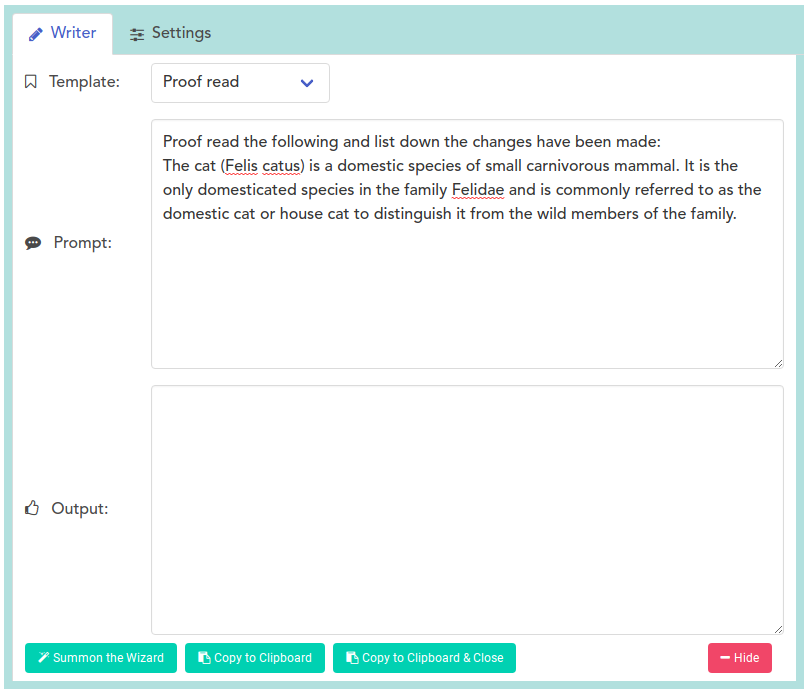 Writer
Settings
Template:
Proof read
Prompt:
Proof read the following and list down the changes have been made:
The cat (Felis catus) is a domestic species of small carnivorous mammal. It is the
only domesticated species in the family Felidae and is commonly referred to as the
domestic cat or house cat to distinguish it from the wild members of the family.
Output:
Summon the Wizard
Copy to Clipboard
Copy to Clipboard & Close
Hide